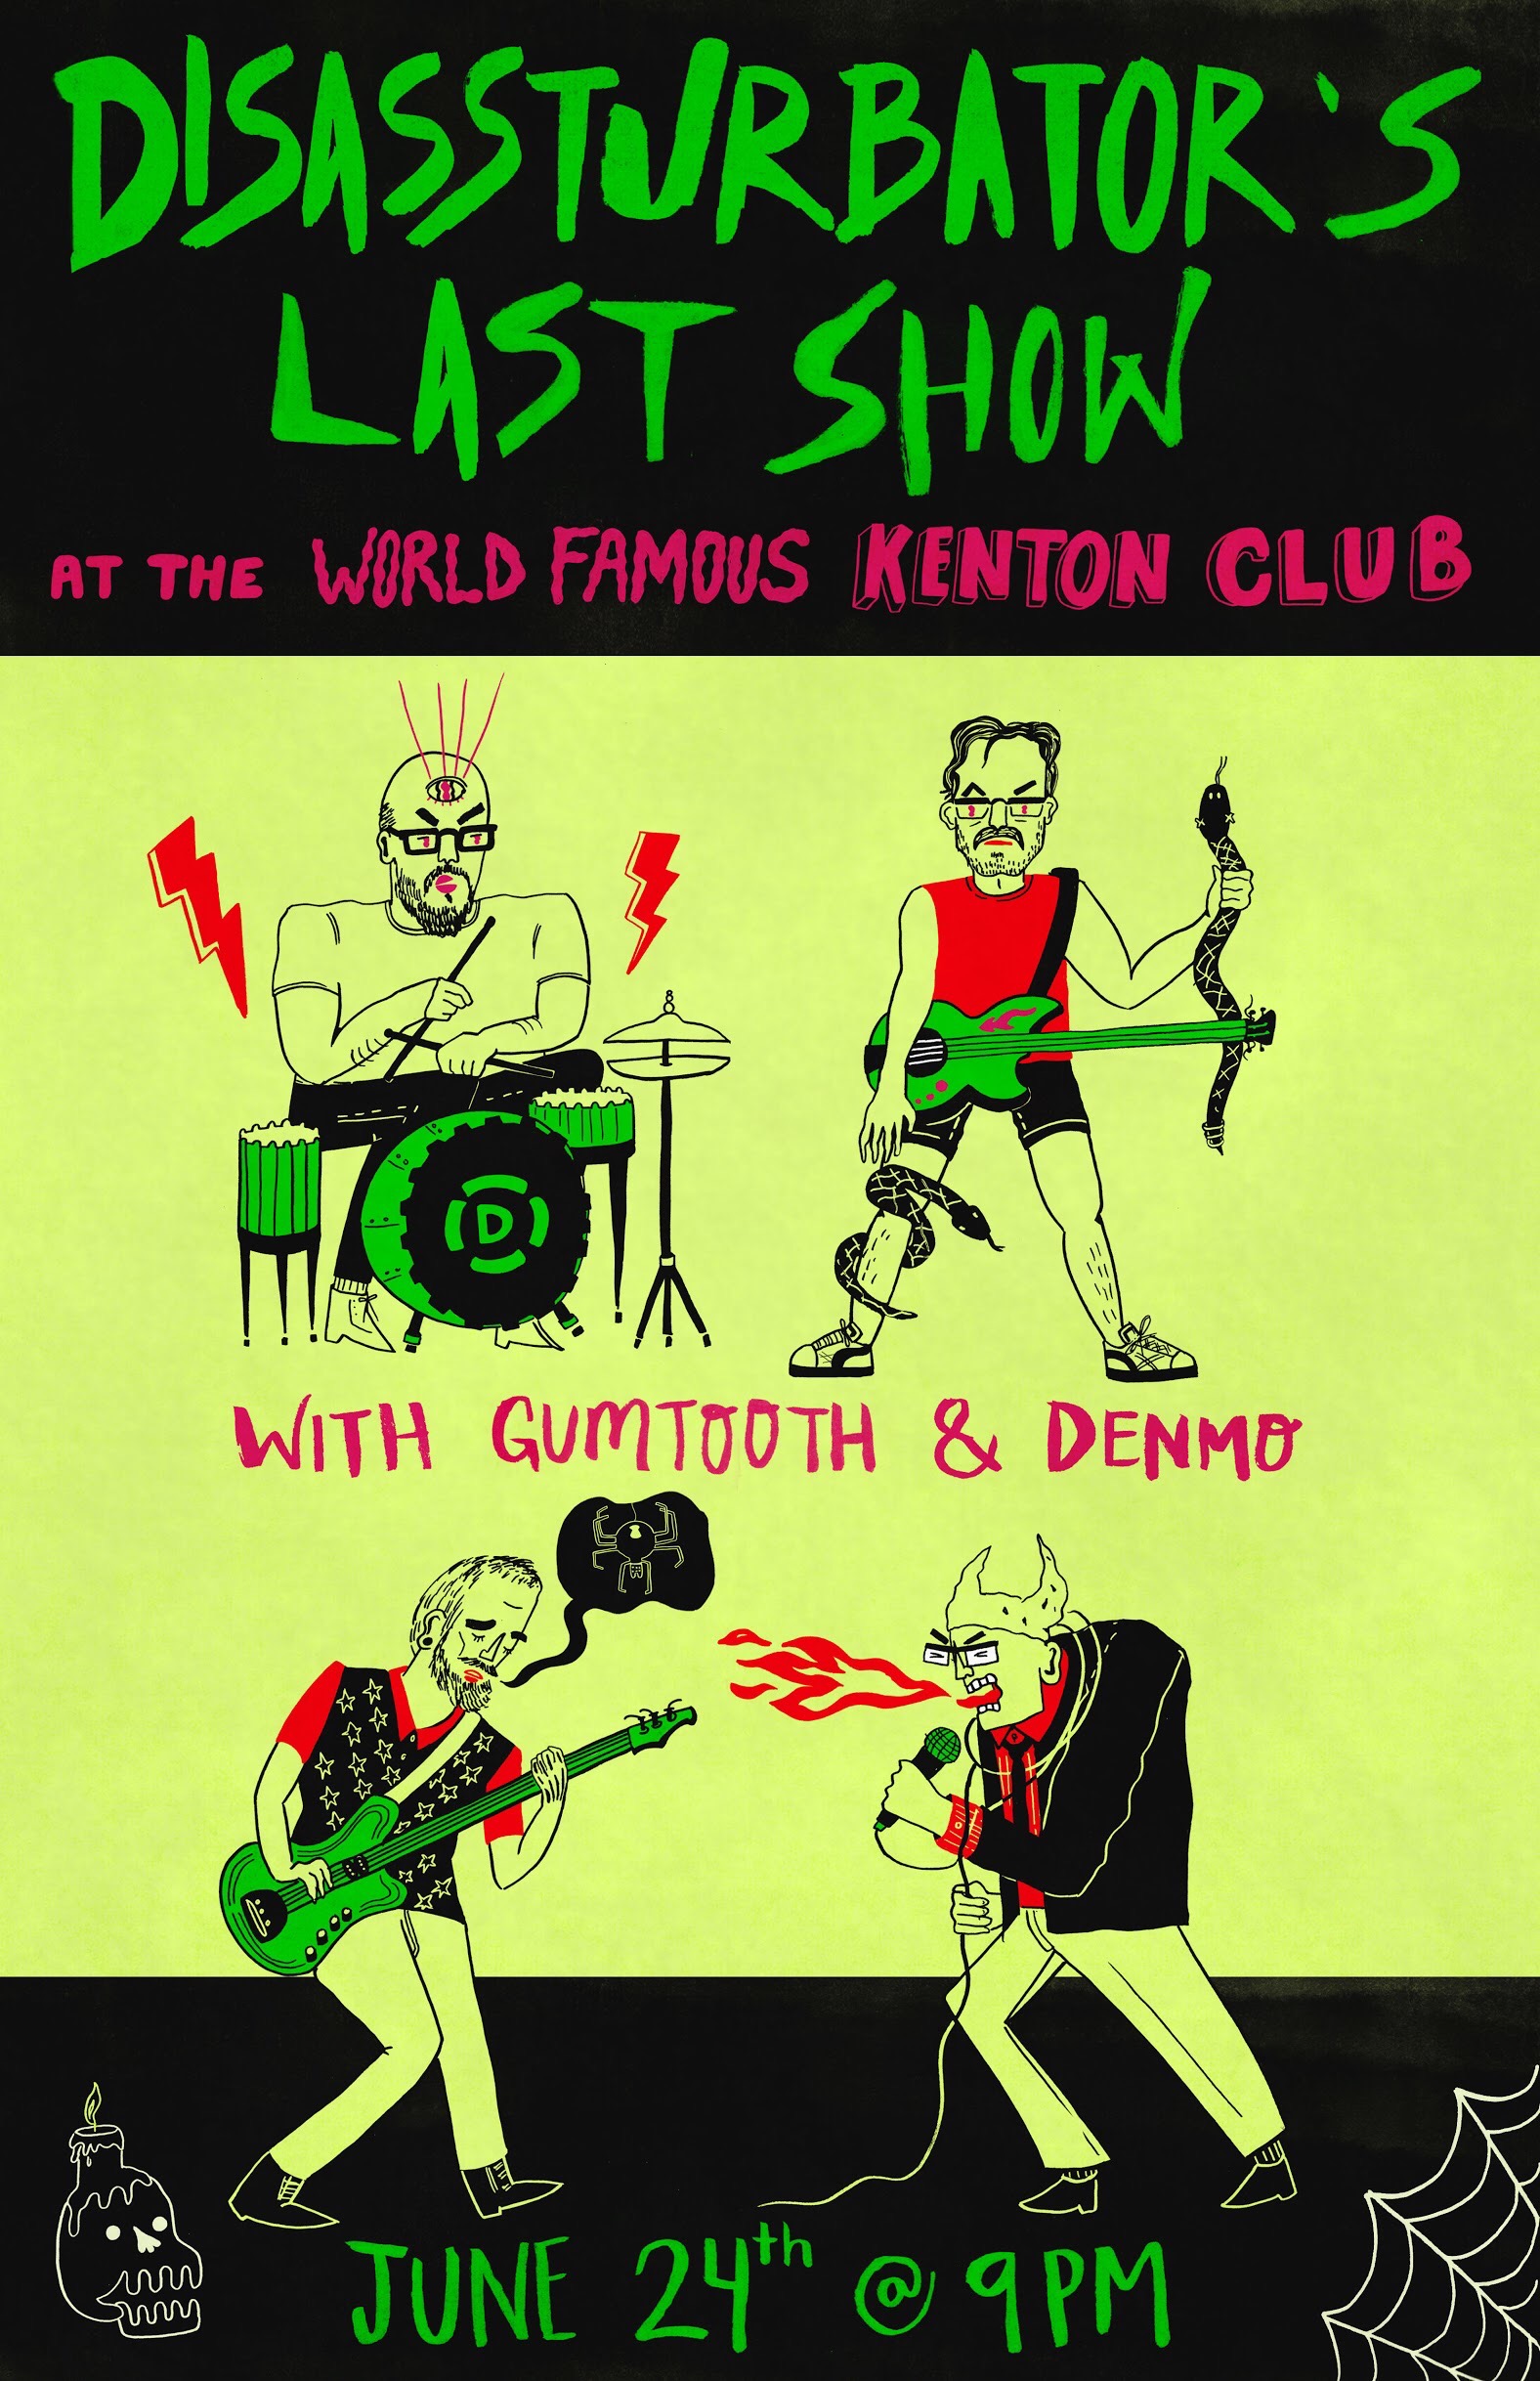 DISASSTURBATOR'S
LAST SHOW
AT THE WORLD FAMOUS KENTON CLUB
D
WITH GUMTOOTH & DENMO
JUNE 24th @ 9PM